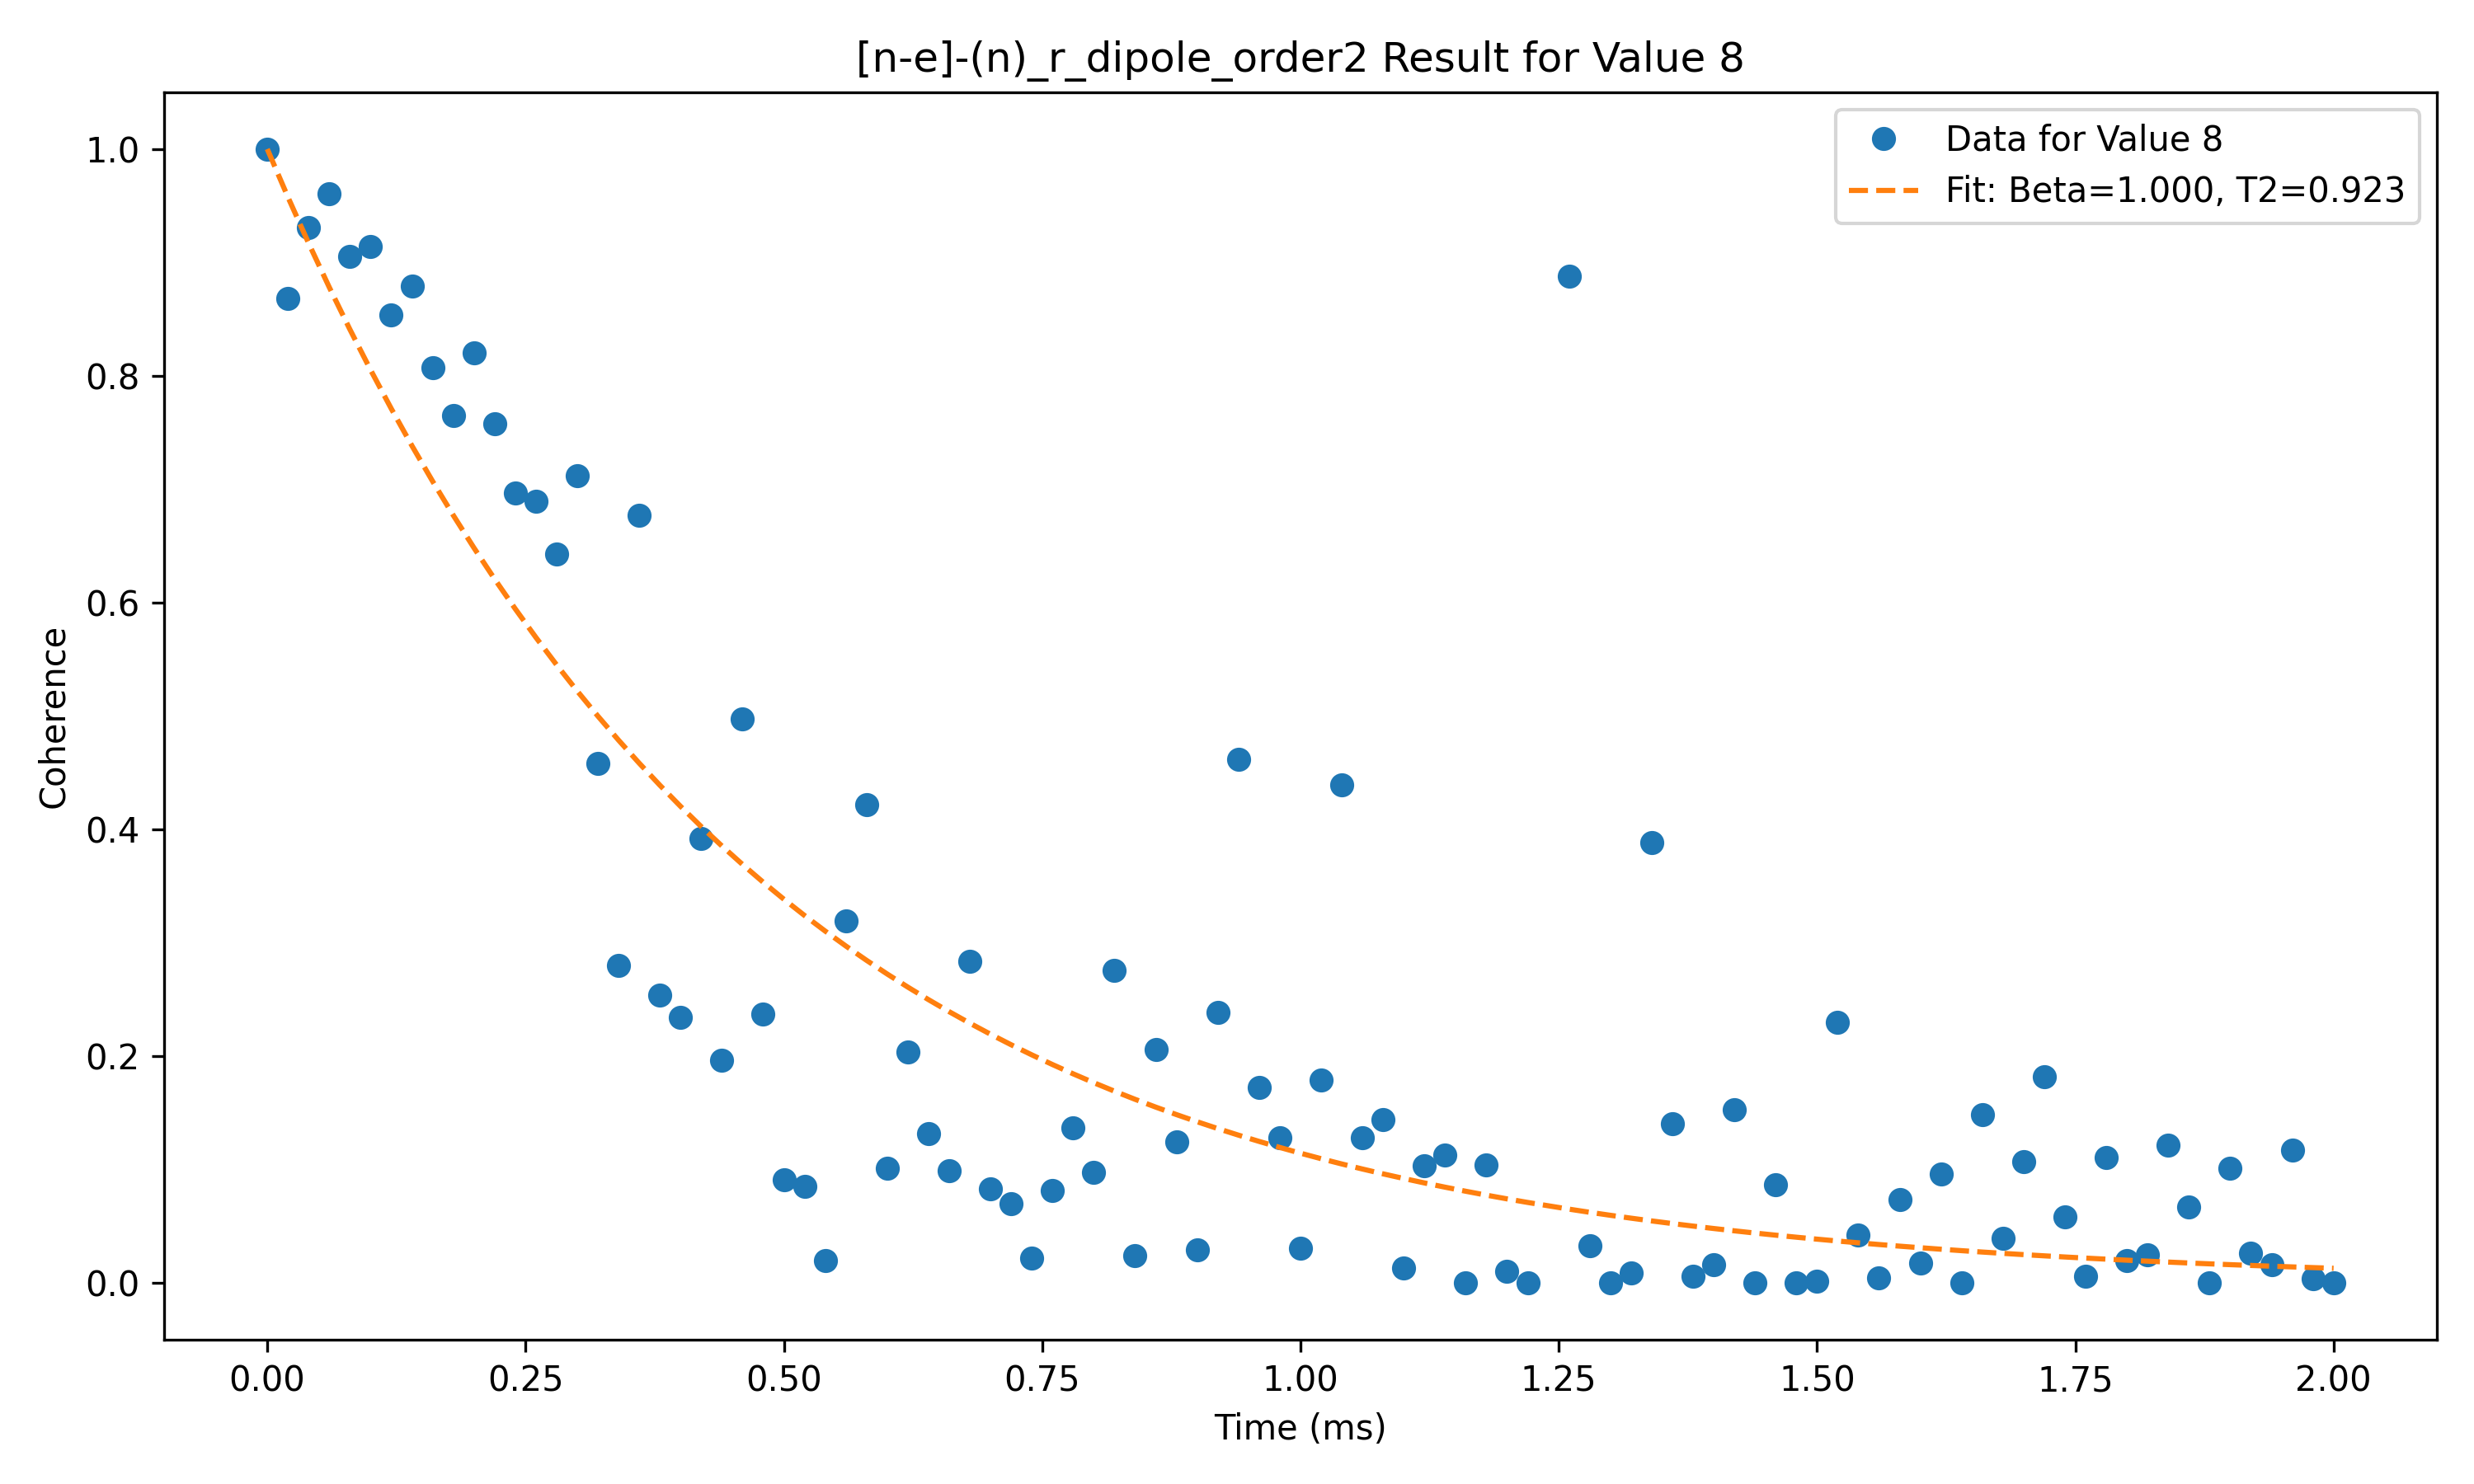 [n-e]-(n)_r_dipole_order2 Result for Value 8
Data for Value 8
Fit: Beta=1.000, T2=0.923
1.0
0.8
0.6
0.4
0.2
0.0
Coherence
0.00 0.25 0.50 0.75 1.00 1.25 1.50 1.75 2.00
Time (ms)